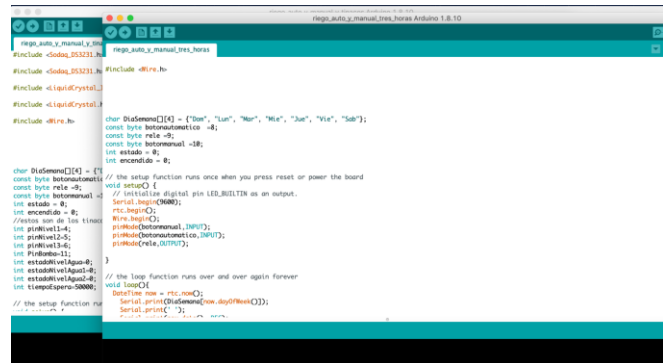 riego_auto_y_manual_tres_horas Arduino 1.8.10
riego_auto_y_manual_tres_horas
#include <Wire.h>
char DiaSemana[][4] = {"Dom", "Lun", "Mar", "Mie", "Jue", "Vie", "Sab"};
const byte botonautomatico =8;
const byte rele =9;
const byte botonmanual =10;
int estado = 0;
int encendido = 0;
// the setup function runs once when you press reset or power the board
void setup() {
// initialize digital pin LED_BUILTIN as an output.
Serial.begin(9600);
rtc.begin();
Wire.begin();
pinMode(botonmanual,INPUT);
pinMode(botonautomatico,INPUT);
pinMode(rele,OUTPUT);
}
// the loop function runs over and over again forever
void loop(){
DateTime now = rtc.now();
Serial.print(DiaSemana[now.dayOfWeek()]);
Serial.print(' ');
riego_auto_y_manual_y_tina
#include <Sodaq_DS3231.h>
#include <Sodaq_DS3231.h
#include <LiquidCrystal_
#include <LiquidCrystal.
#include <Wire.h>
char DiaSemana[][4] = {"
const byte botonautomati
const byte rele =9;
const byte botonmanual =
int estado = 0;
int encendido = 0;
//estos son de los tinaco
int pinNivel1=4;
int pinNivel2=5;
int pinNivel3=6;
int PinBomba=11;
int estadoNivelAgua=0;
int estadoNivelAgua1=0;
int estadoNivelAgua2=0;
int tiempoEspera=50000;
// the setup function run